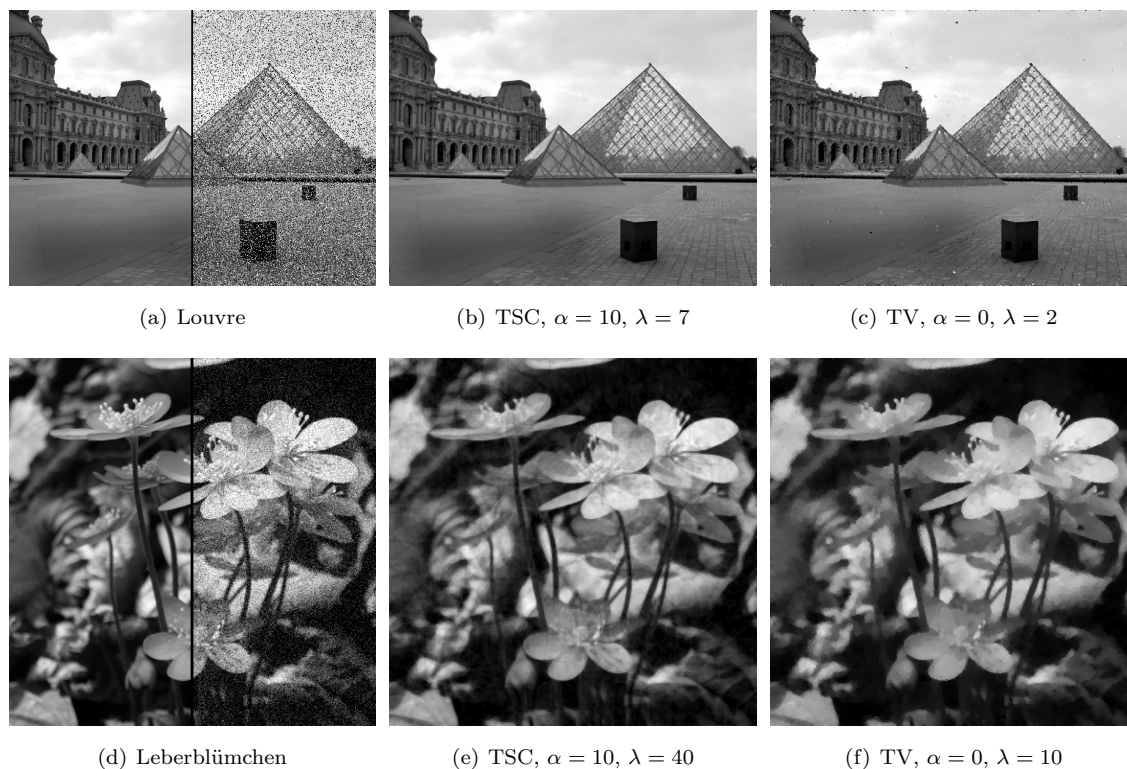 (a) Louvre
(b) TSC, α = 10, λ = 7
(c) TV, α = 0, λ = 2
(d) Leberblümchen
(e) TSC, α = 10, λ = 40
(f) TV, α = 0, λ = 10